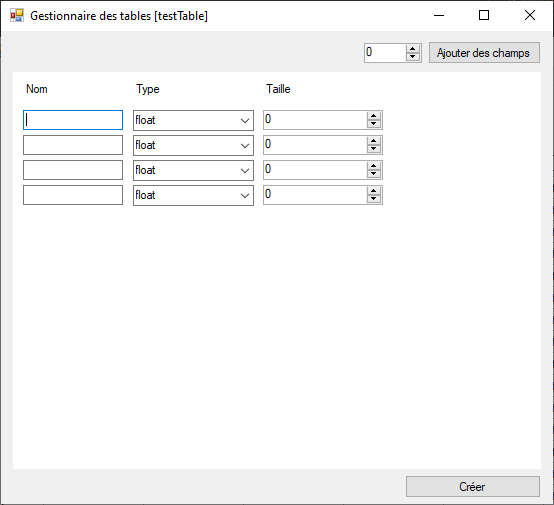 Gestionnaire des tables [testTable]
0 Ajouter des champs
Nom Type Taille
float 0
float 0
float 0
float 0
Créer